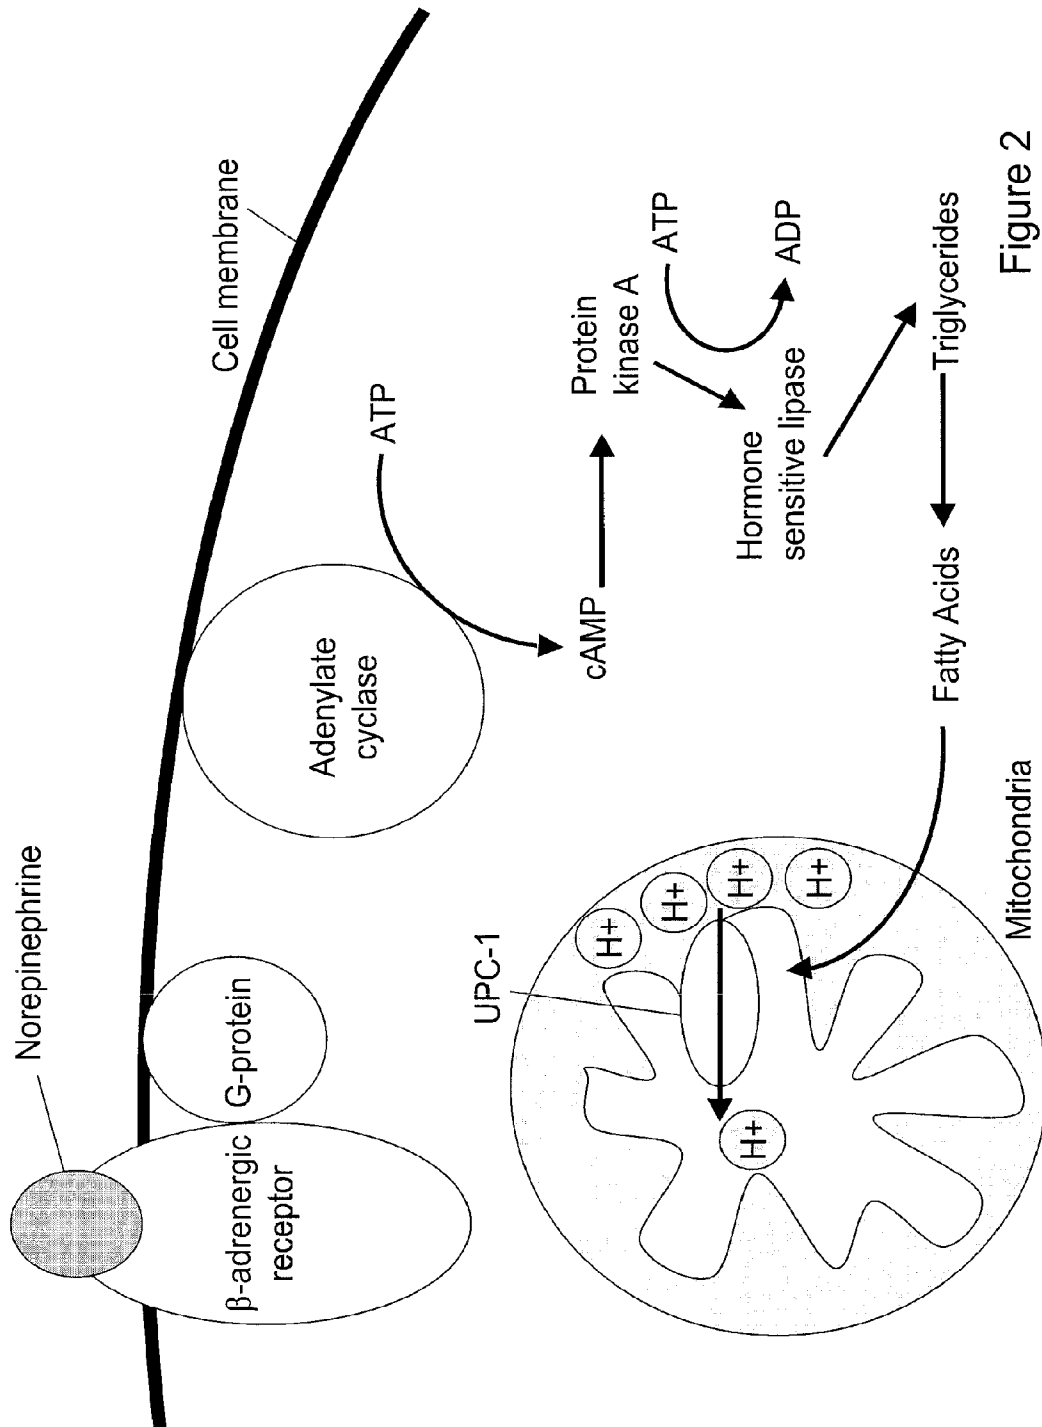 Norepinephrine
Cell membrane
β-adrenergic
receptor
G-protein
Adenylate
cyclase
ATP
UPC-1
cAMP
Protein
kinase A
ATP
ADP
Hormone
sensitive lipase
H+
H+
H+
H+
H+
Fatty Acids
Triglycerides
Mitochondria
Figure 2